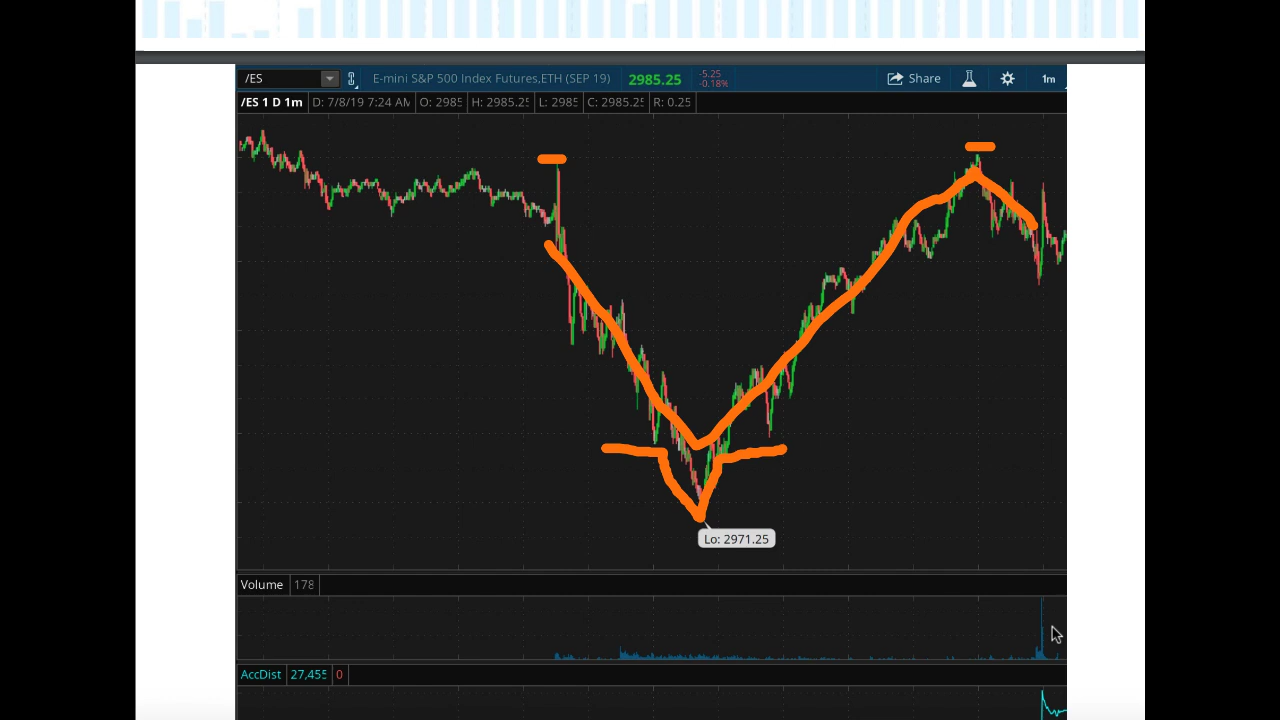 /ES E-mini S&P 500 Index Futures,ETH (SEP 19) 2985.25 -5.25 -0.18% Share 1m
/ES 1 D 1m D: 7/8/19 7:24 AM O: 2985 H: 2985.25 L: 2985 C: 2985.25 R: 0.25
Lo: 2971.25
Volume 178
AccDist 27,455 0